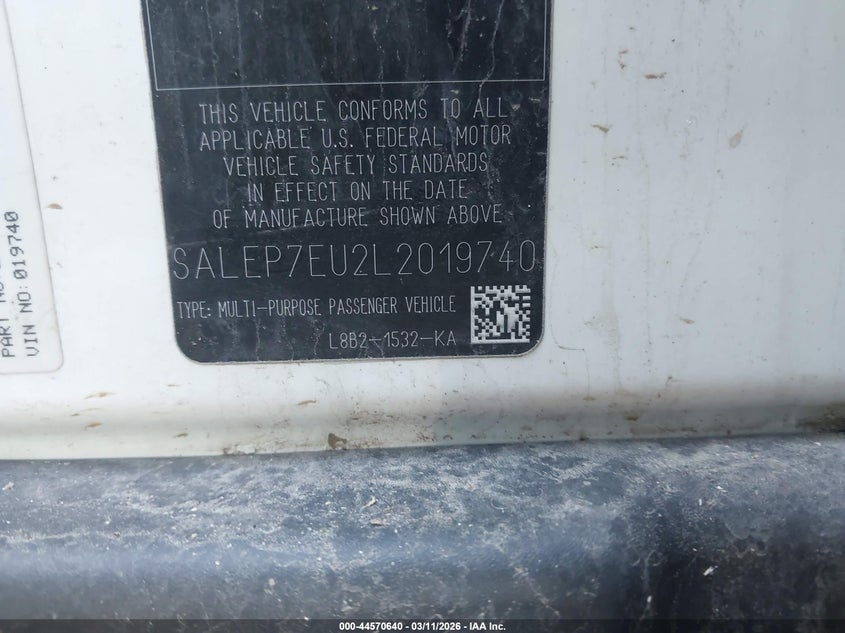 THIS VEHICLE CONFORMS TO ALL
APPLICABLE U.S. FEDERAL MOTOR
VEHICLE SAFETY STANDARDS
IN EFFECT ON THE DATE
OF MANUFACTURE SHOWN ABOVE
SALEP7EU2L2019740
TYPE: MULTI-PURPOSE PASSENGER VEHICLE
L8B2-1532-KA
PART
VIN NO: 019740
000-44570640 - 03/11/2026 - IAA Inc.